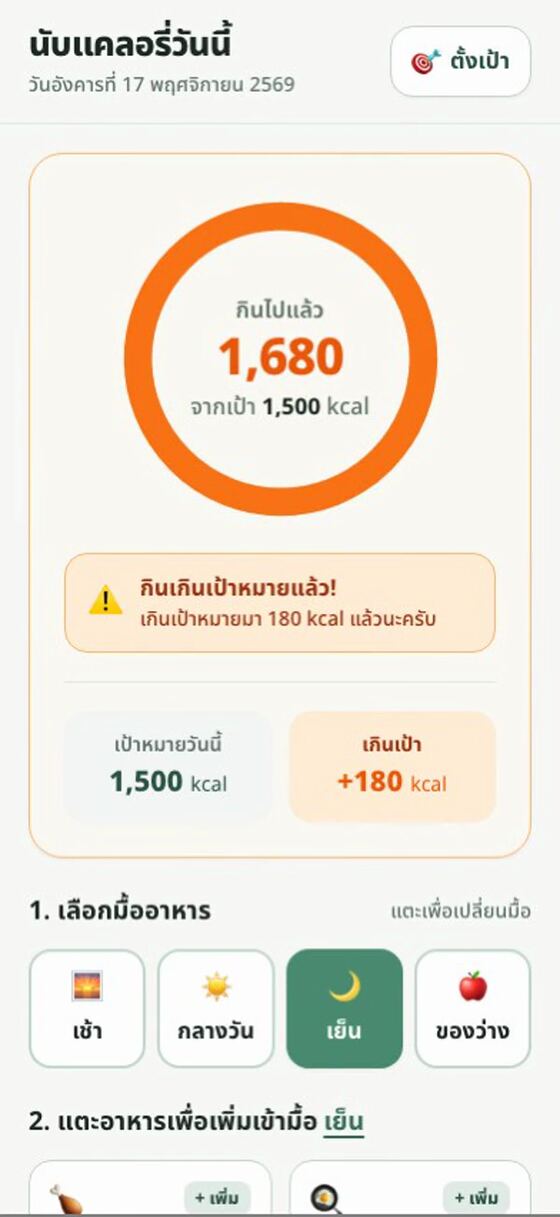 นับแคลอรี่วันนี้
วันอังคารที่ 17 พฤศจิกายน 2569
ตั้งเป้า
กินไปแล้ว
1,680
จากเป้า 1,500 kcal
กินเกินเป้าหมายแล้ว!
เกินเป้าหมายมา 180 kcal แล้วนะครับ
เป้าหมายวันนี้
1,500 kcal
เกินเป้า
+180 kcal
1. เลือกมื้ออาหาร
แตะเพื่อเปลี่ยนมื้อ
เช้า
กลางวัน
เย็น
ของว่าง
2. แตะอาหารเพื่อเพิ่มเข้ามื้อ เย็น
+ เพิ่ม
+ เพิ่ม